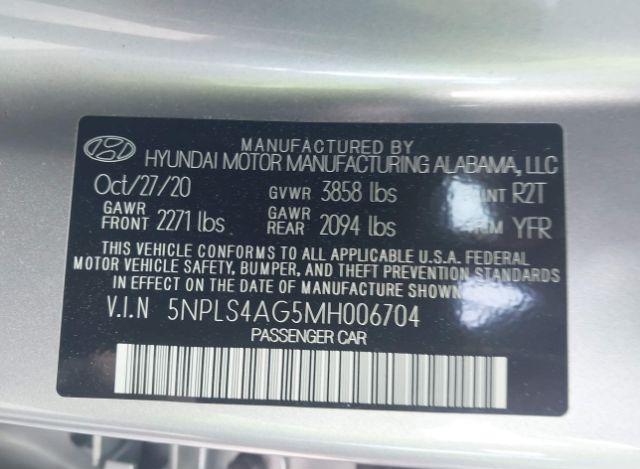 MANUFACTURED BY
HYUNDAI MOTOR MANUFACTURING ALABAMA, LLC
Oct/27/20 GVWR 3858 lbs INT R2T
GAWR FRONT 2271 lbs GAWR REAR 2094 lbs YFR
THIS VEHICLE CONFORMS TO ALL APPLICABLE U.S.A. FEDERAL
MOTOR VEHICLE SAFETY, BUMPER, AND THEFT PREVENTION STANDARDS
IN EFFECT ON THE DATE OF MANUFACTURE SHOWN
V.I.N 5NPLS4AG5MH006704
PASSENGER CAR